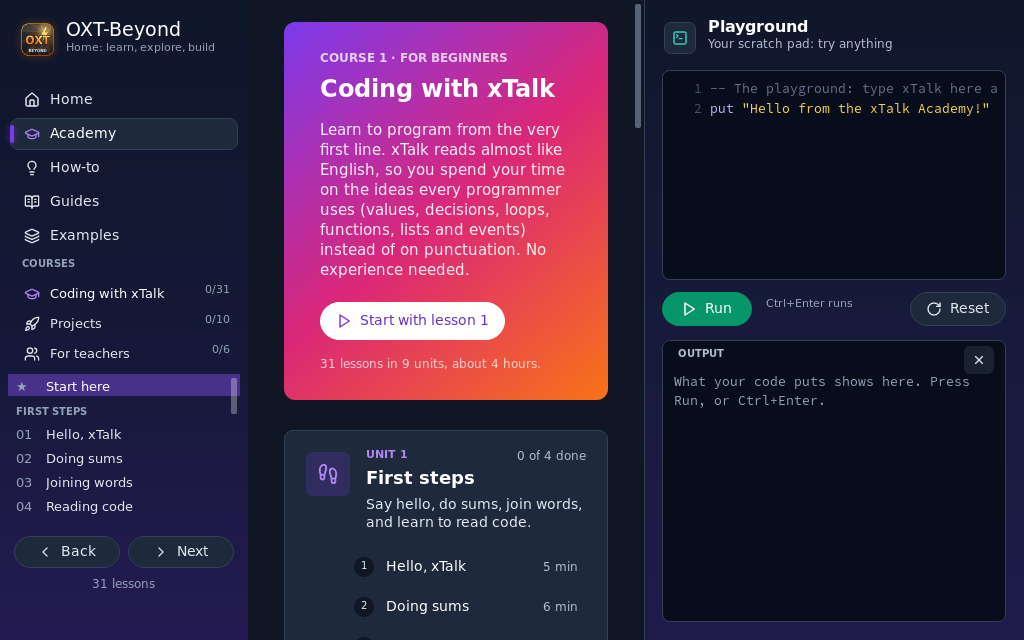 OXT
BEYOND
OXT-Beyond
Home: learn, explore, build
Home
Academy
How-to
Guides
Examples
COURSES
Coding with xTalk 0/31
Projects 0/10
For teachers 0/6
Start here
FIRST STEPS
01 Hello, xTalk
02 Doing sums
03 Joining words
04 Reading code
Back Next
31 lessons
COURSE 1 · FOR BEGINNERS
Coding with xTalk
Learn to program from the very
first line. xTalk reads almost like
English, so you spend your time
on the ideas every programmer
uses (values, decisions, loops,
functions, lists and events)
instead of on punctuation. No
experience needed.
Start with lesson 1
31 lessons in 9 units, about 4 hours.
UNIT 1 0 of 4 done
First steps
Say hello, do sums, join words,
and learn to read code.
1 Hello, xTalk 5 min
2 Doing sums 6 min
Playground
Your scratch pad: try anything
1 -- The playground: type xTalk here a
2 put "Hello from the xTalk Academy!"
Run Ctrl+Enter runs Reset
OUTPUT
What your code puts shows here. Press
Run, or Ctrl+Enter.